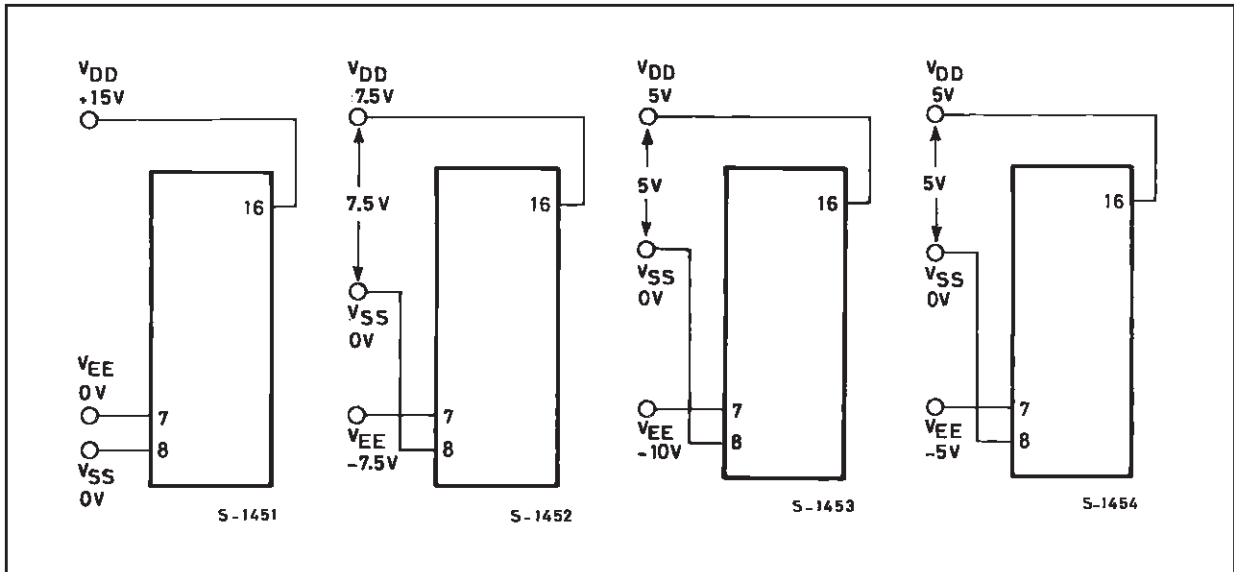 VDD
+15V
16
VEE
0V
7
8
VSS
0V
S-1451
VDD
7.5V
7.5V
16
VSS
0V
7
VEE
-7.5V
8
S-1452
VDD
5V
5V
16
VSS
0V
7
VEE
-10V
8
S-1453
VDD
5V
5V
16
VSS
0V
7
VEE
-5V
8
S-1454